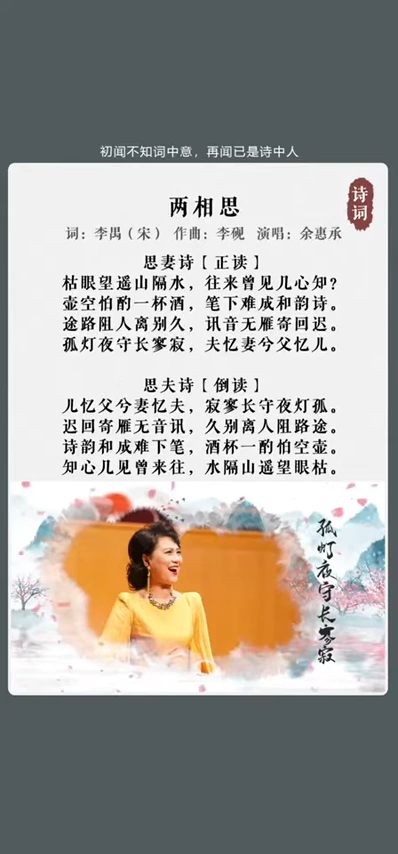 初闻不知词中意，再闻已是诗中人
诗词
两相思
词：李禺（宋） 作曲：李砚 演唱：余惠承
思妻诗【正读】
枯眼望遥山隔水，往来曾见几心知？
壶空怕酌一杯酒，笔下难成和韵诗。
途路阻人离别久，讯音无雁寄回迟。
孤灯夜守长寥寂，夫忆妻兮父忆儿。
思夫诗【倒读】
儿忆父兮妻忆夫，寂寥长守夜灯孤。
迟回寄雁无音讯，久别离人阻路途。
诗韵和成难下笔，酒杯一酌怕空壶。
知心几见曾来往，水隔山遥望眼枯。
孤灯夜守长寥寂